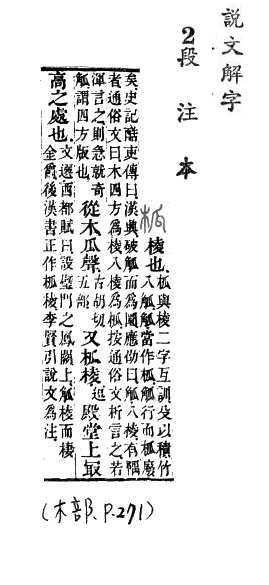 說文解字
2段注本
柧
棱也。柧與棱二字互訓。殳以積竹
八觚。觚當作柧。觚行而柧廢
矣。史記酷吏傳曰。漢興。破觚而爲圜。應劭曰。觚八棱有隅
者。通俗文曰。木四方爲棱。八棱爲柧。按通俗文析言之。若
渾言之則急就奇
觚謂四方版也。從木瓜聲。古胡切。五部。又柧棱。逗。殿堂上最
高之處也。文選西都賦曰。設璧門之鳳闕。上觚棱而棲
金爵。後漢書正作柧棱。李賢引說文爲注。
(木部、P.271)